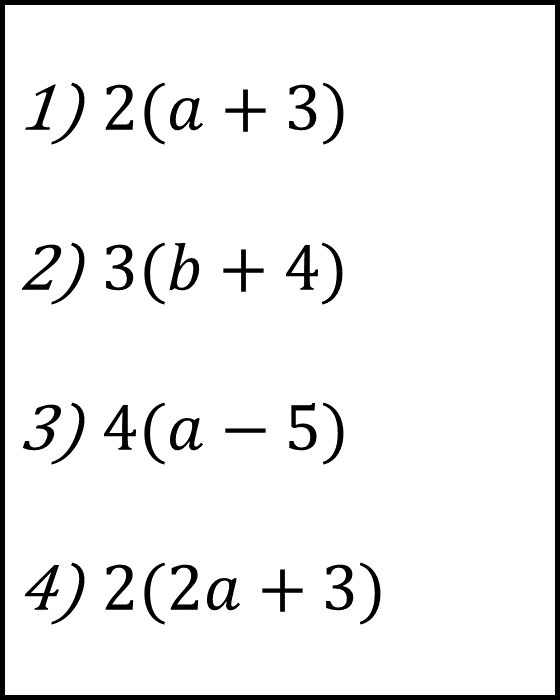 1) 2(a + 3)
2) 3(b + 4)
3) 4(a − 5)
4) 2(2a + 3)